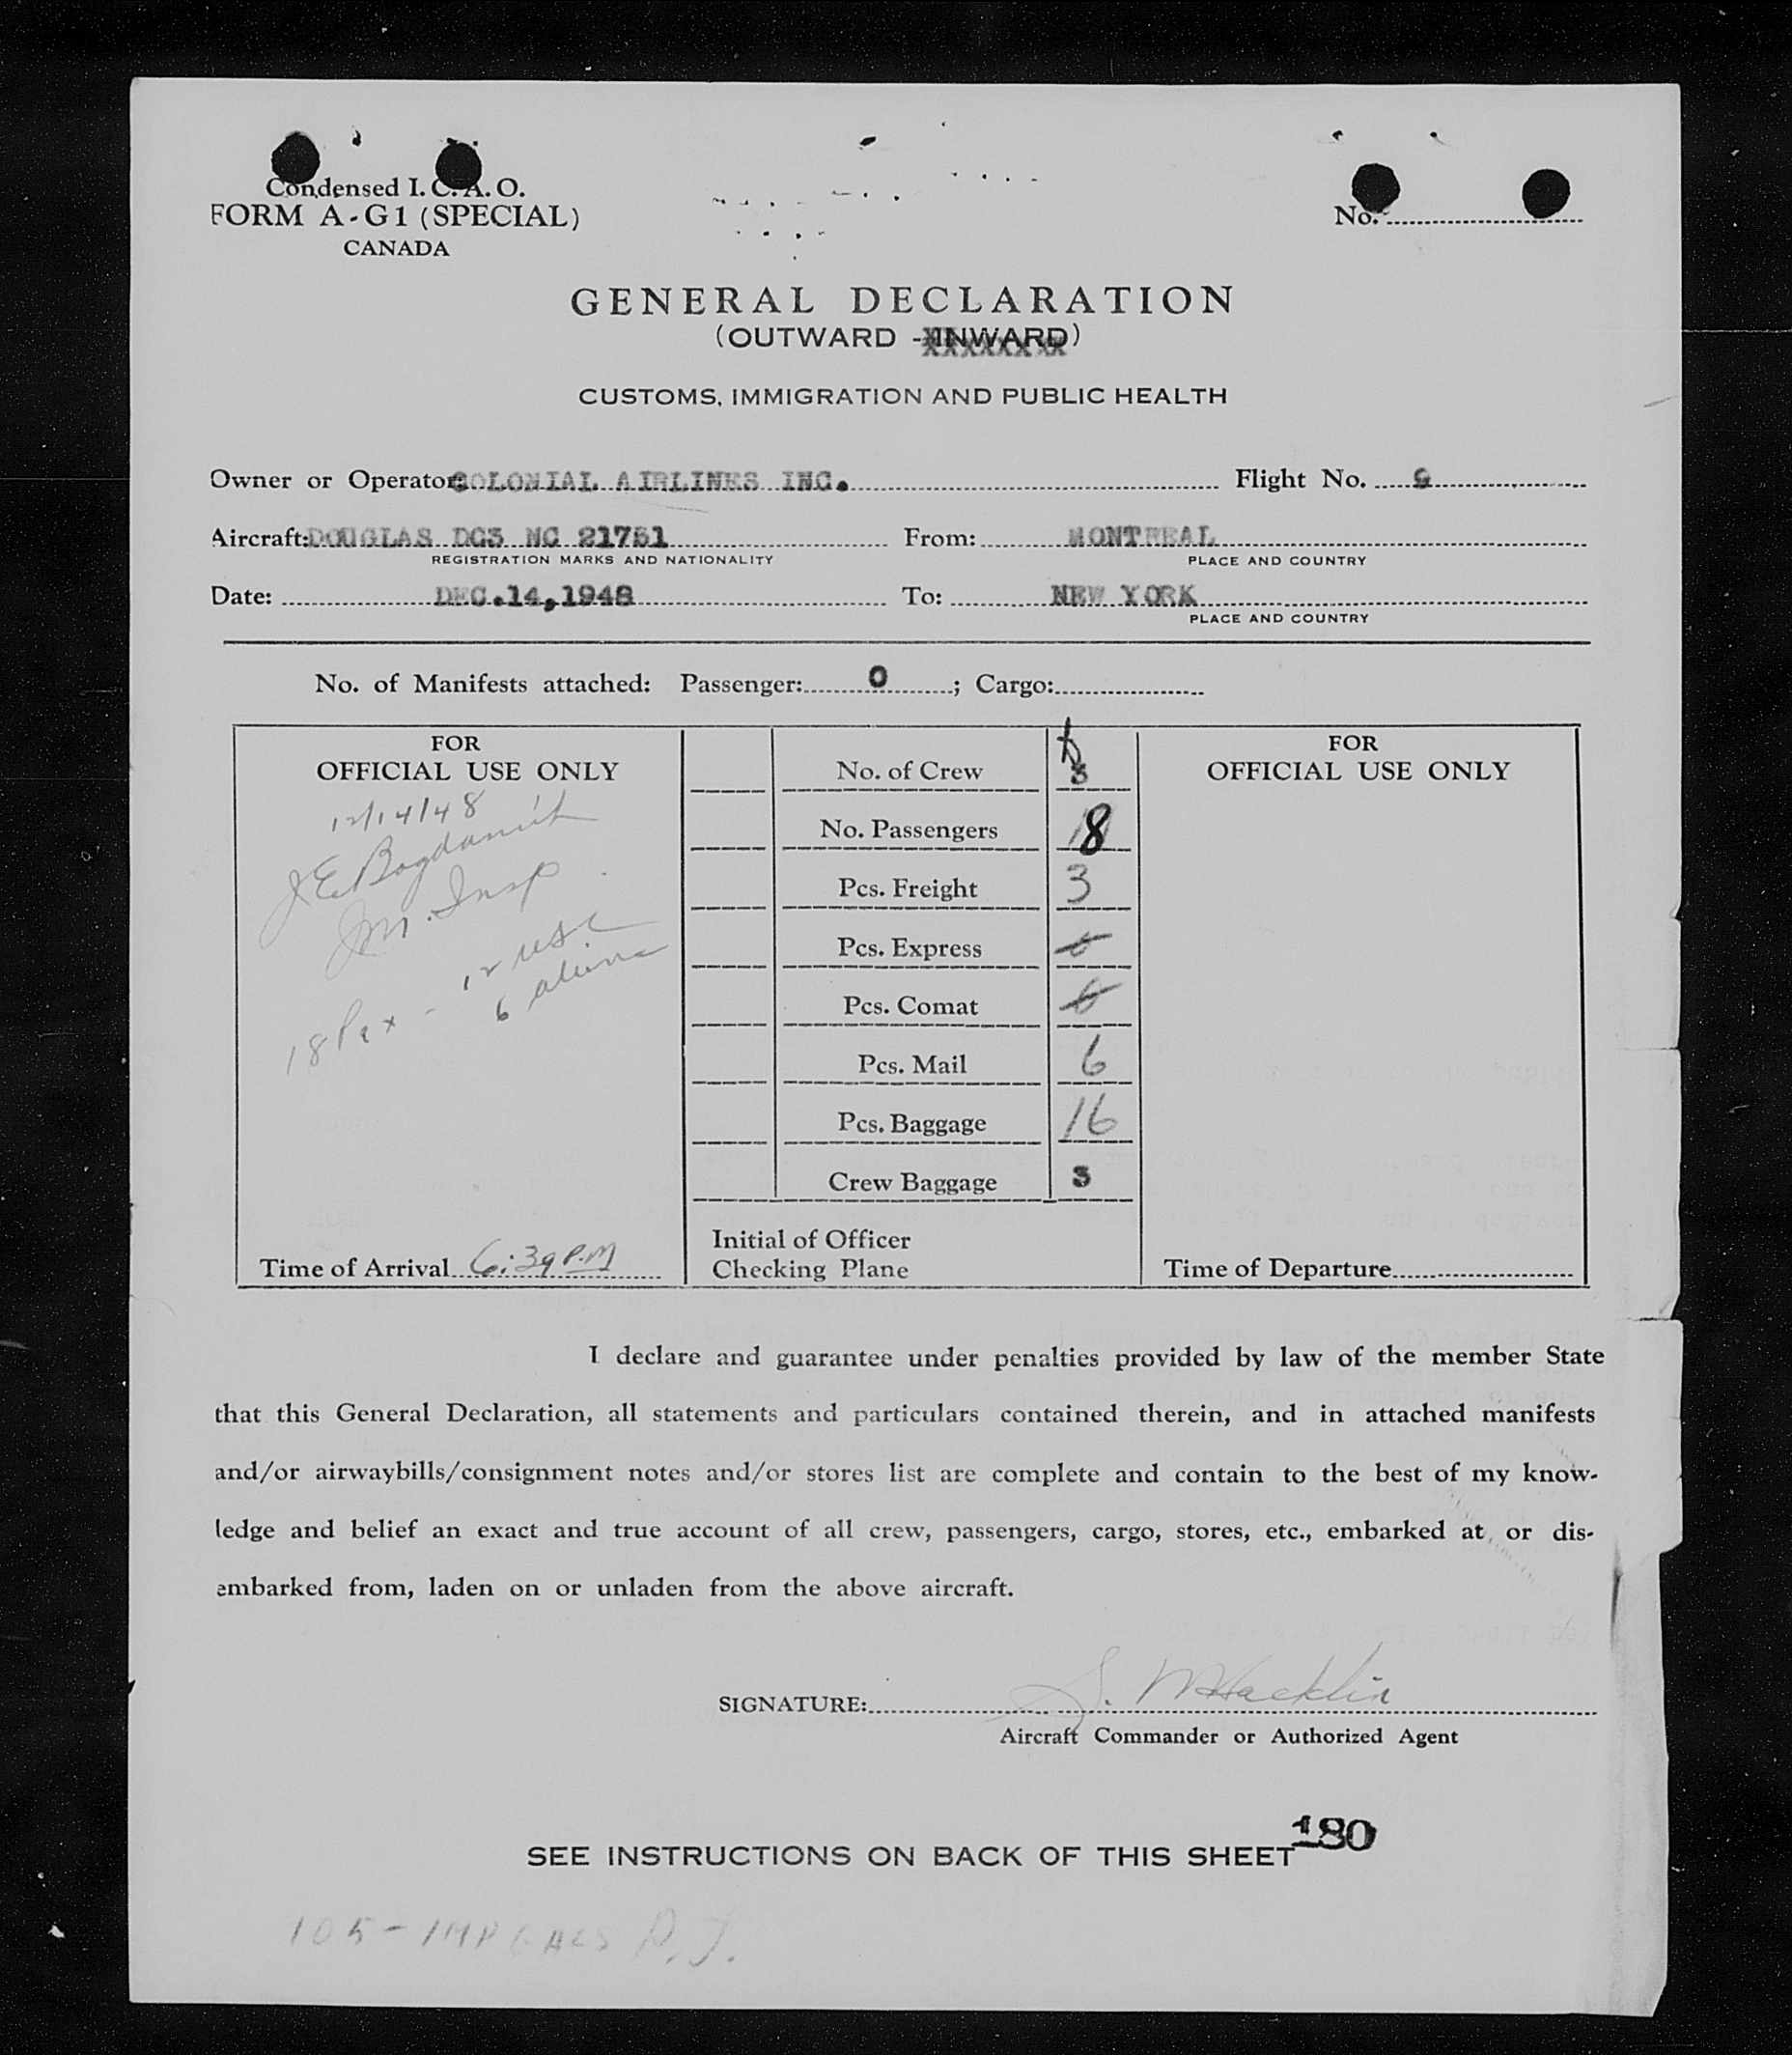 Condensed I. C. A. O.
FORM A-G1 (SPECIAL)
CANADA
No.
GENERAL DECLARATION
(OUTWARD - INWARD)
CUSTOMS, IMMIGRATION AND PUBLIC HEALTH
Owner or Operator: COLONIAL AIRLINES INC. Flight No. 9
Aircraft: DOUGLAS DC3 NC 21751 From: MONTREAL
REGISTRATION MARKS AND NATIONALITY PLACE AND COUNTRY
Date: DEC.14,1948 To: NEW YORK
PLACE AND COUNTRY
No. of Manifests attached: Passenger: 0 ; Cargo:
FOR
OFFICIAL USE ONLY
12/14/48
J E Bogdanich
Im. Insp
18 Pax - 12 usc
6 aliens
Time of Arrival 6:39 P.M
No. of Crew 3
No. Passengers 18
Pcs. Freight 3
Pcs. Express 0
Pcs. Comat 0
Pcs. Mail 6
Pcs. Baggage 16
Crew Baggage 3
Initial of Officer
Checking Plane
FOR
OFFICIAL USE ONLY
Time of Departure
I declare and guarantee under penalties provided by law of the member State
that this General Declaration, all statements and particulars contained therein, and in attached manifests
and/or airwaybills/consignment notes and/or stores list are complete and contain to the best of my know-
ledge and belief an exact and true account of all crew, passengers, cargo, stores, etc., embarked at or dis-
embarked from, laden on or unladen from the above aircraft.
SIGNATURE: S.
Aircraft Commander or Authorized Agent
SEE INSTRUCTIONS ON BACK OF THIS SHEET
180
105 - IMP GALS